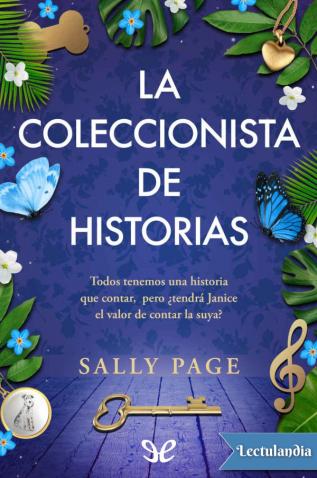 LA
COLECCIONISTA
DE
HISTORIAS
Todos tenemos una historia
que contar, pero ¿tendrá Janice
el valor de contar la suya?
SALLY PAGE
Lectulandia